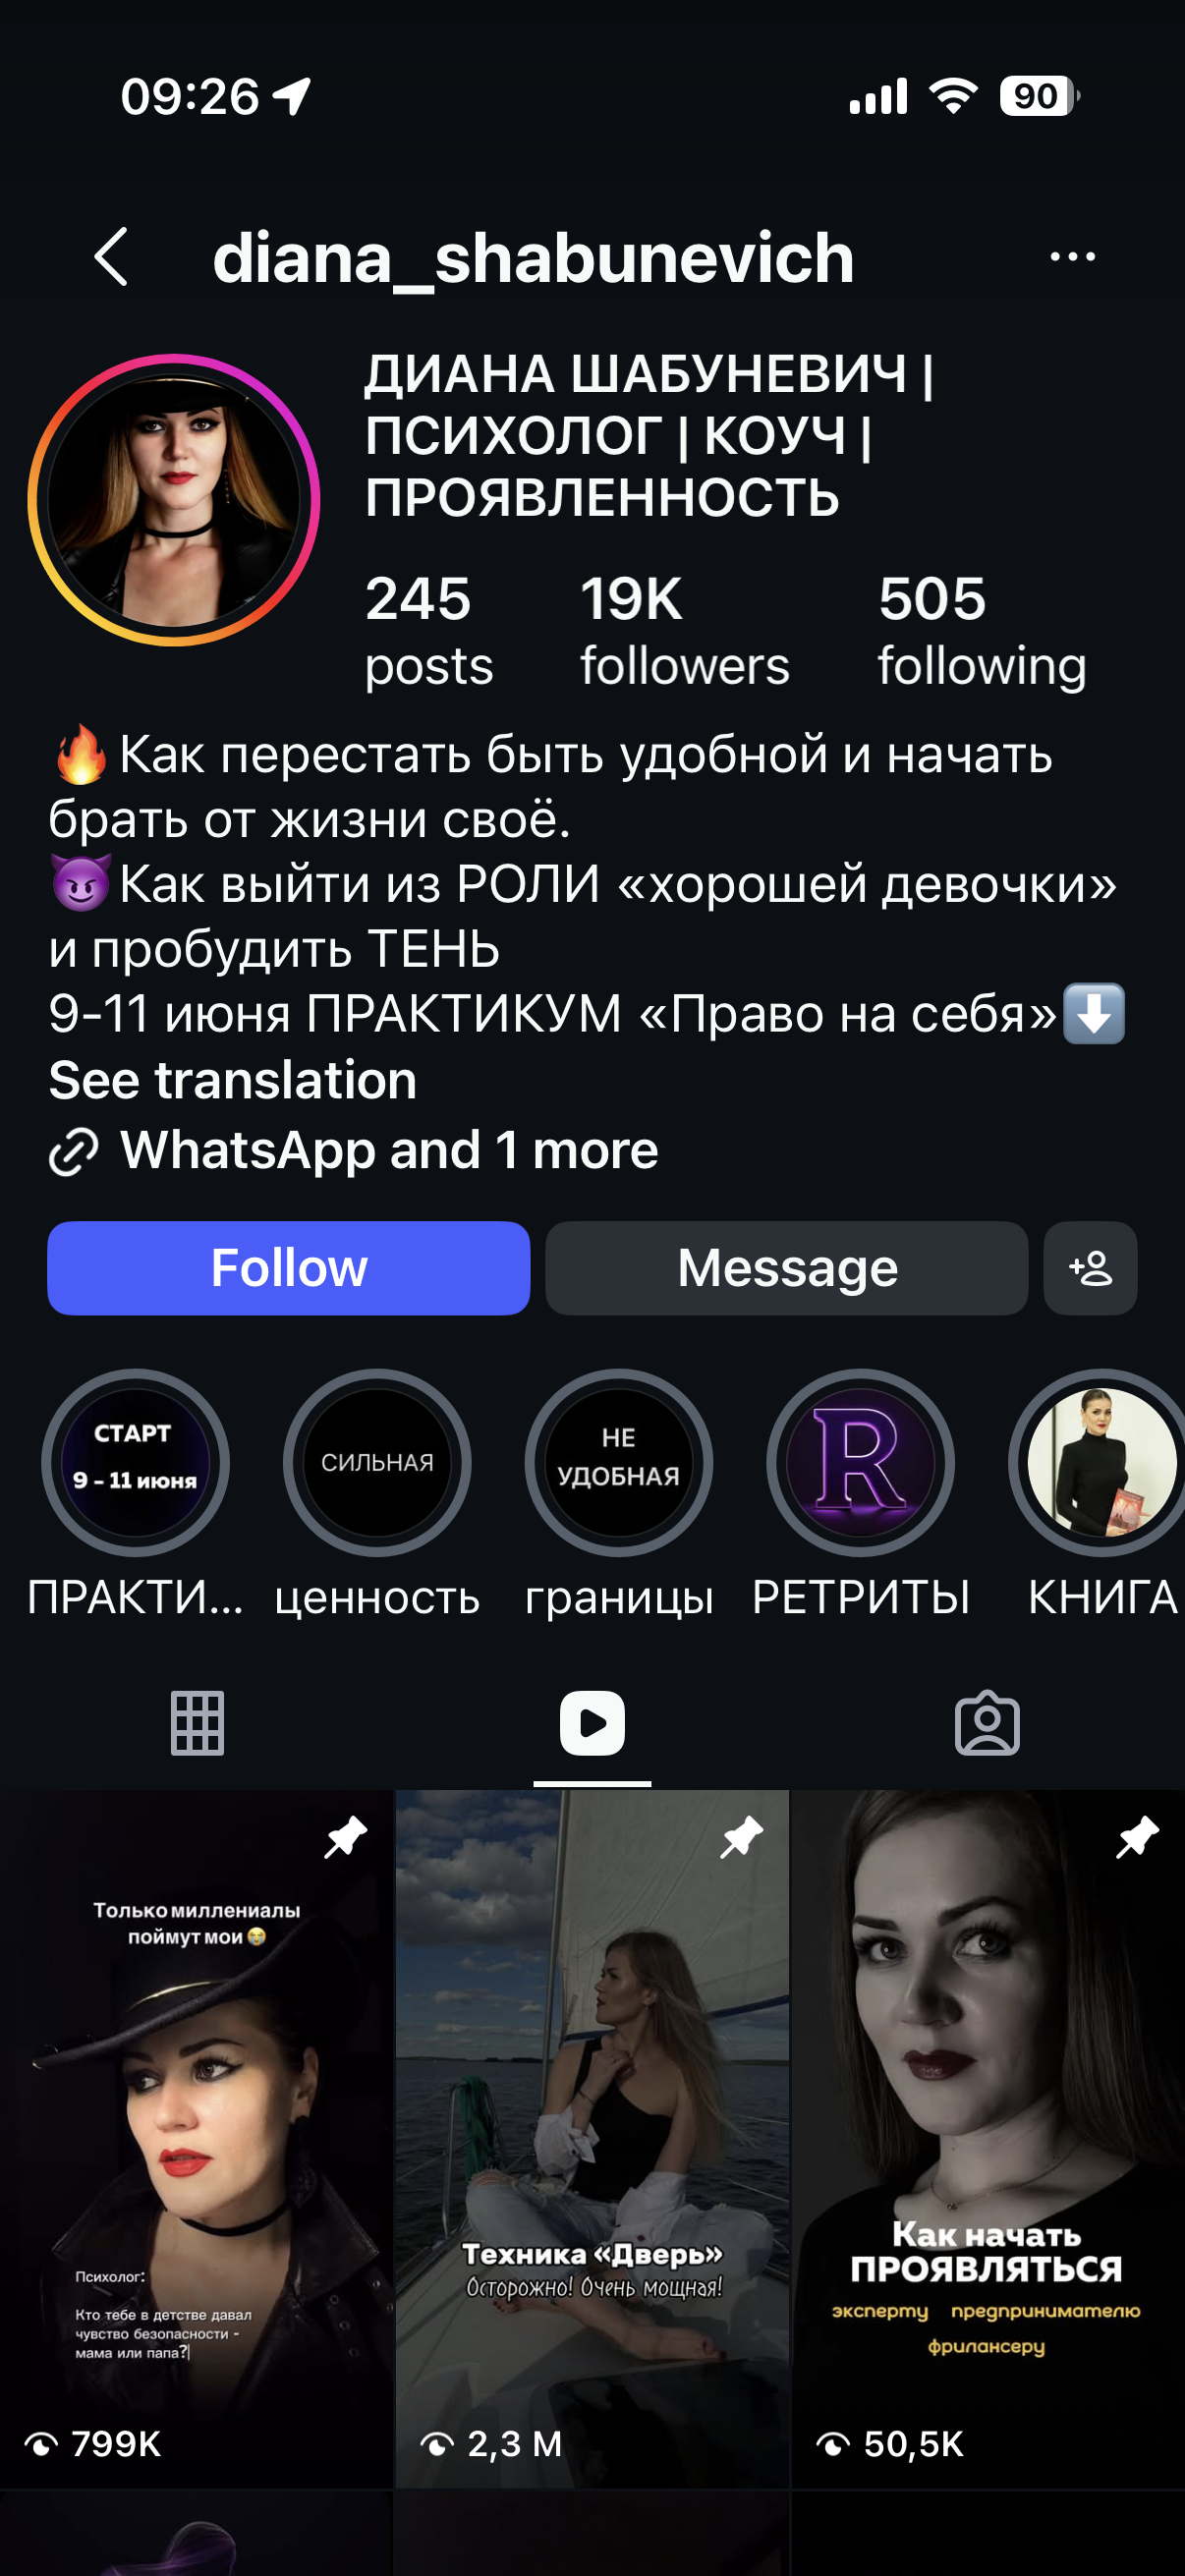 09:26
90
diana_shabunevich
ДИАНА ШАБУНЕВИЧ |
ПСИХОЛОГ | КОУЧ |
ПРОЯВЛЕННОСТЬ
245 19K 505
posts followers following
🔥Как перестать быть удобной и начать
брать от жизни своё.
😈Как выйти из РОЛИ «хорошей девочки»
и пробудить ТЕНЬ
9-11 июня ПРАКТИКУМ «Право на себя»⬇️
See translation
WhatsApp and 1 more
Follow Message
СТАРТ
9 – 11 июня
СИЛЬНАЯ
НЕ
УДОБНАЯ
R
ПРАКТИ... ценность границы РЕТРИТЫ КНИГА
Только миллениалы
поймут мои 😭
Психолог:
Кто тебе в детстве давал
чувство безопасности -
мама или папа?
799K
Техника «Дверь»
Осторожно! Очень мощная!
2,3 M
Как начать
ПРОЯВЛЯТЬСЯ
эксперту предпринимателю
фрилансеру
50,5K